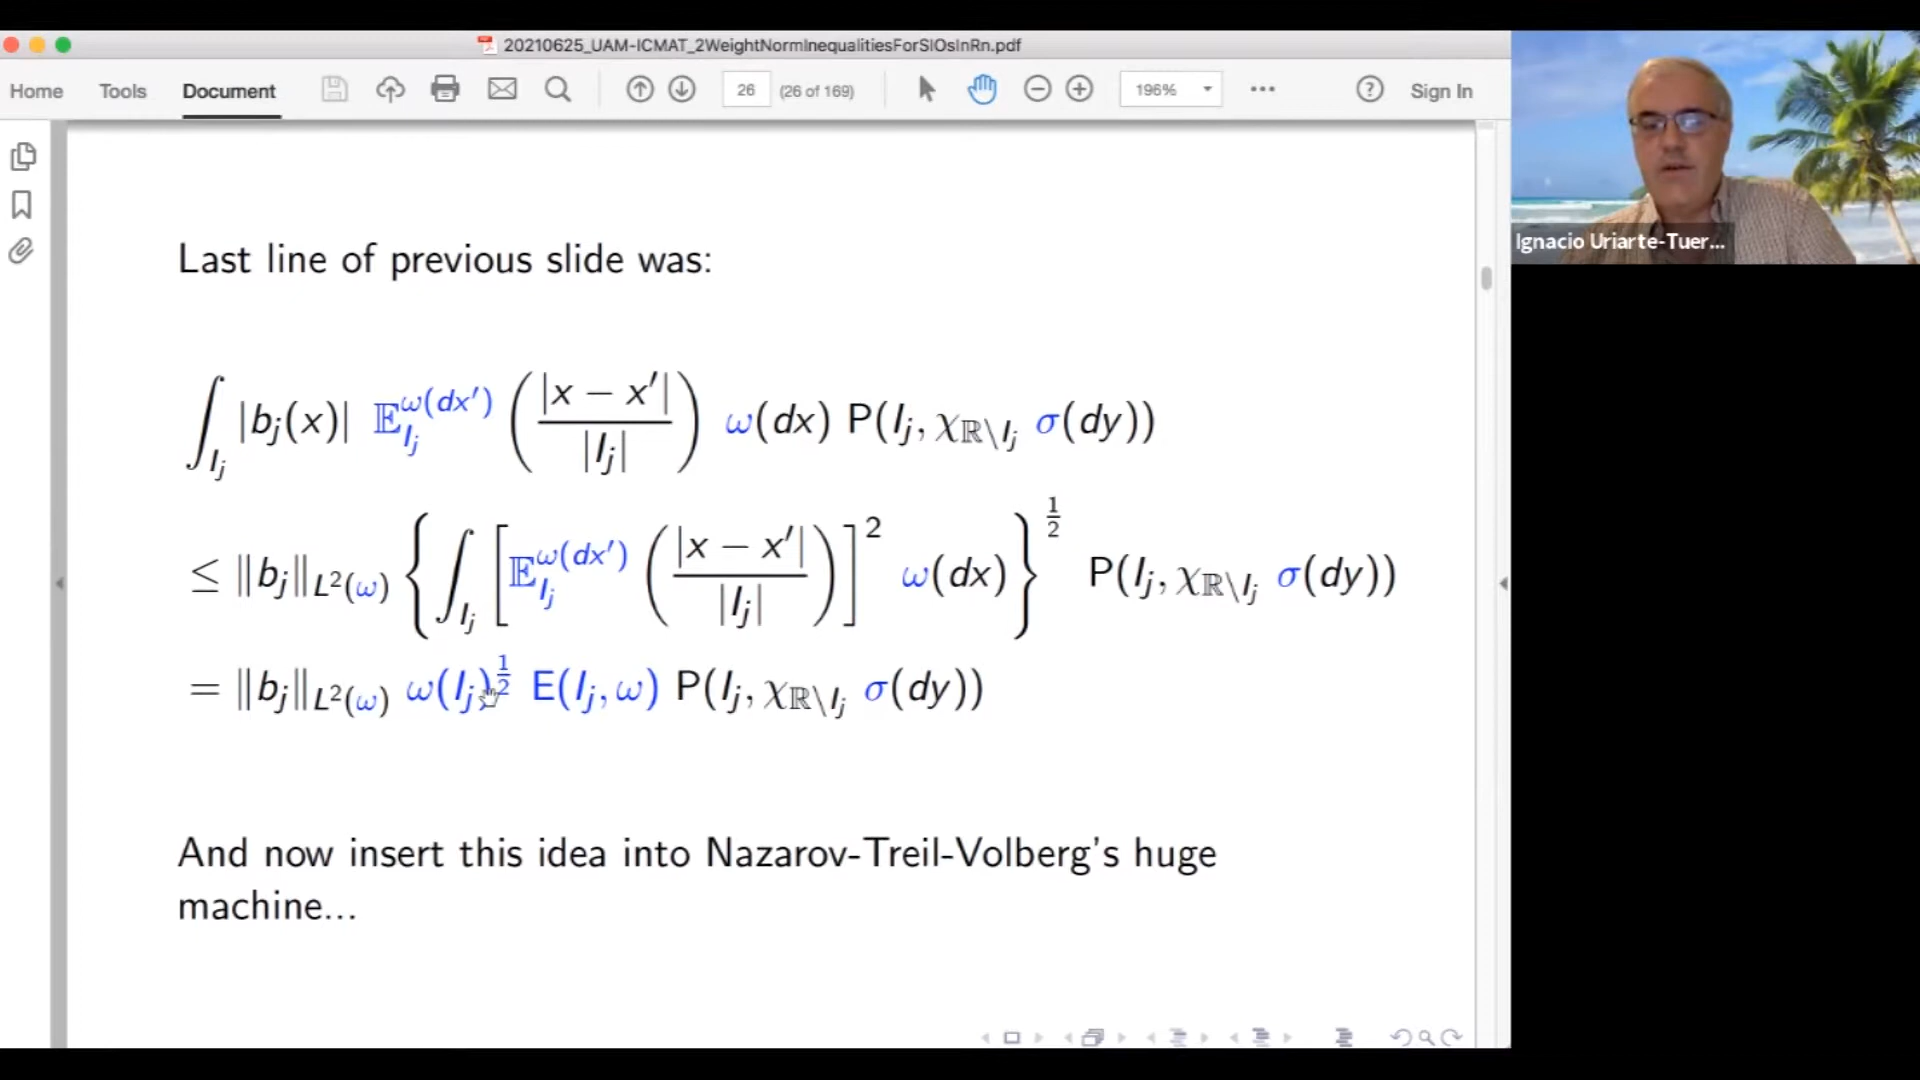 20210625_UAM-ICMAT_2WeightNormInequalitiesForSIOsInRn.pdf
Home Tools Document 26 (26 of 169) 196% ••• ? Sign In
Ignacio Uriarte-Tuer...
Last line of previous slide was:
∫_{I_j} |b_j(x)| 𝔼_{I_j}^{ω(dx′)} (|x − x′| / |I_j|) ω(dx) P(I_j, χ_{ℝ\I_j} σ(dy))
≤ ‖b_j‖_{L²(ω)} { ∫_{I_j} [ 𝔼_{I_j}^{ω(dx′)} (|x − x′| / |I_j|) ]² ω(dx) }^{1/2} P(I_j, χ_{ℝ\I_j} σ(dy))
= ‖b_j‖_{L²(ω)} ω(I_j)^{1/2} E(I_j, ω) P(I_j, χ_{ℝ\I_j} σ(dy))
And now insert this idea into Nazarov-Treil-Volberg's huge
machine...